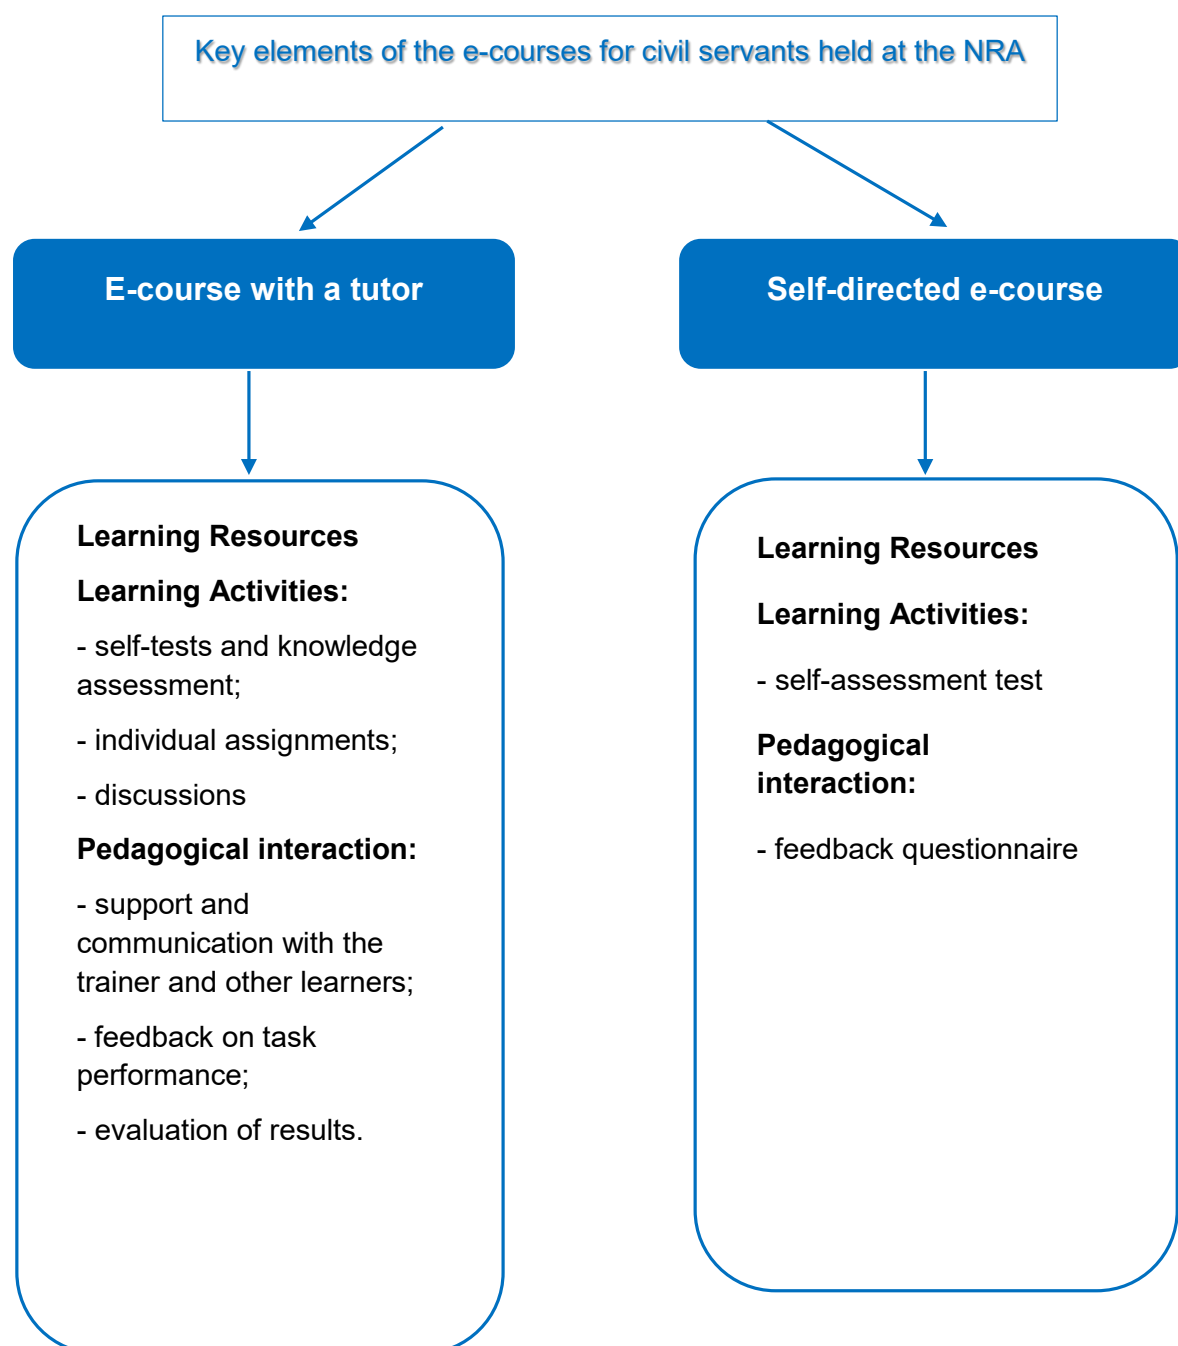 Key elements of the e-courses for civil servants held at the NRA
E-course with a tutor
Learning Resources
Learning Activities:
- self-tests and knowledge
assessment;
- individual assignments;
- discussions
Pedagogical interaction:
- support and
communication with the
trainer and other learners;
- feedback on task
performance;
- evaluation of results.
Self-directed e-course
Learning Resources
Learning Activities:
- self-assessment test
Pedagogical
interaction:
- feedback questionnaire